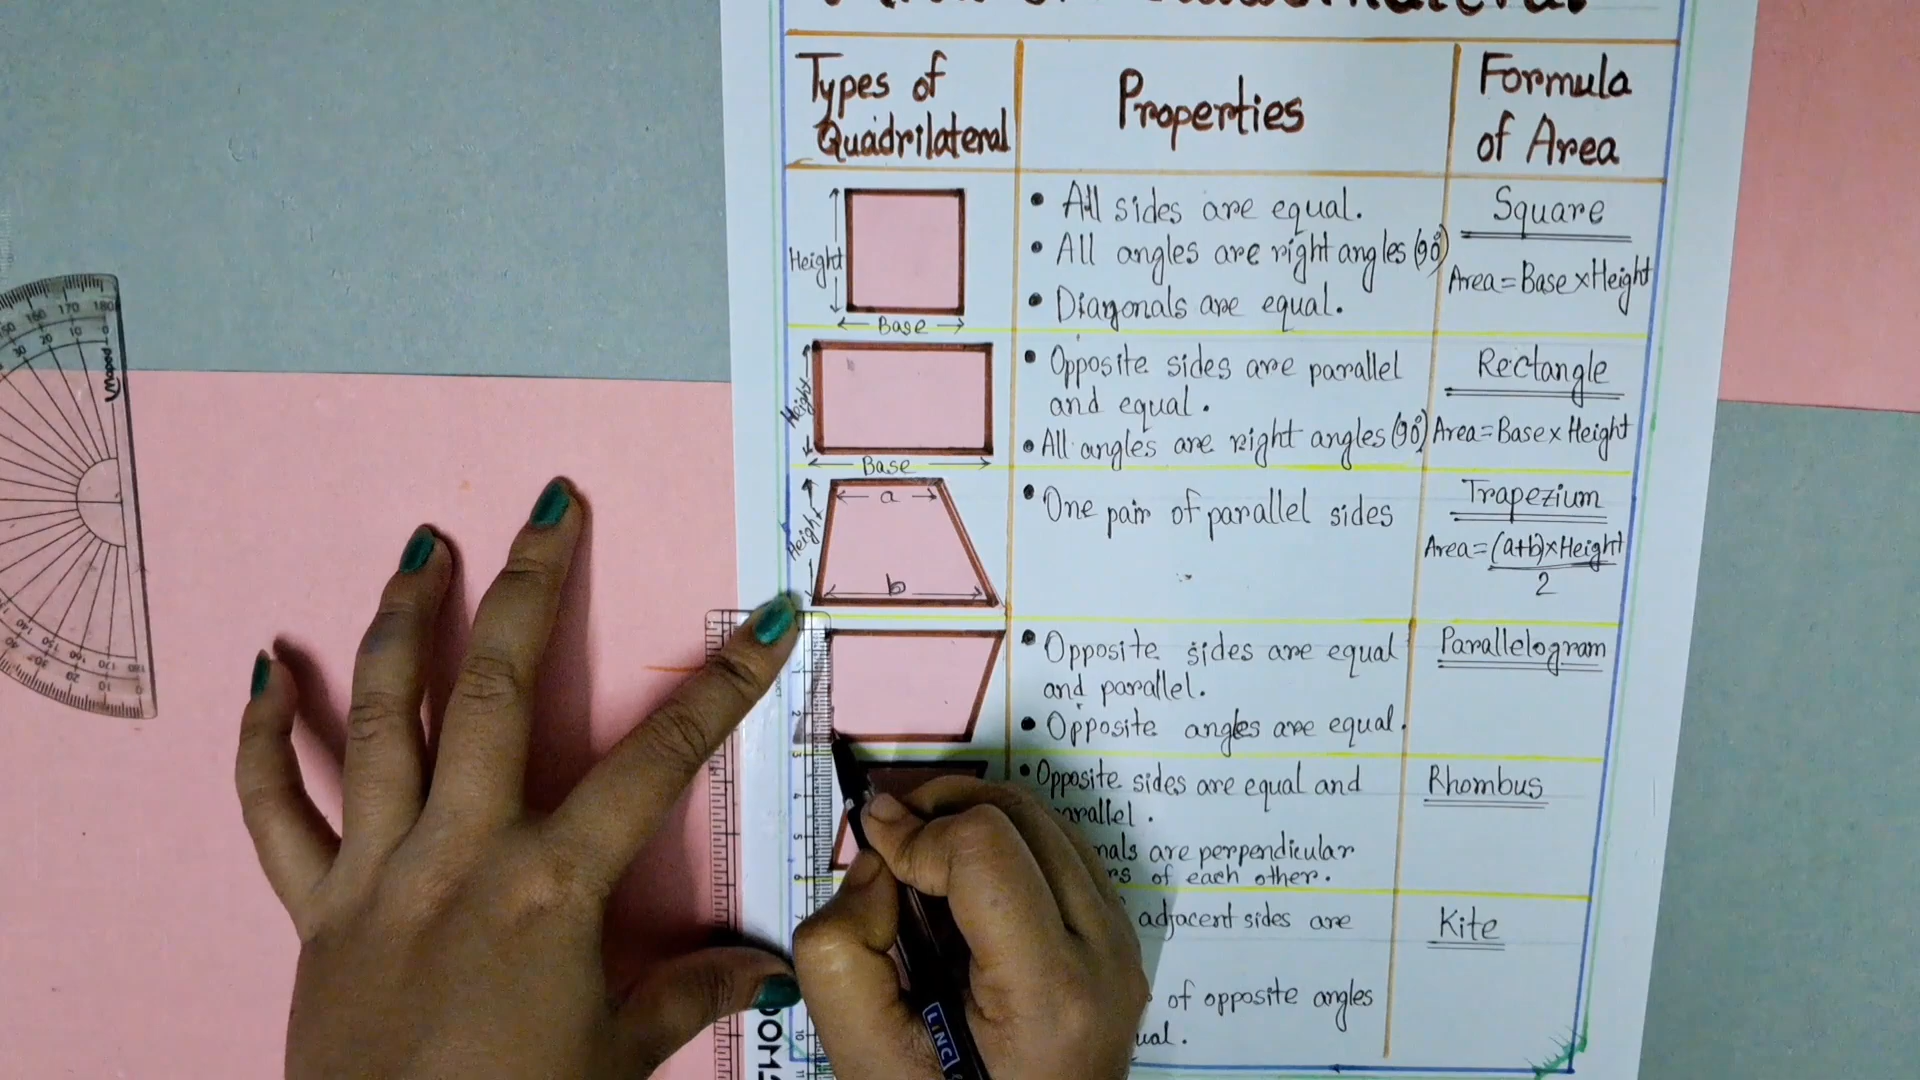 Types of
Quadrilateral
Properties
Formula
of Area
Height
Base
• All sides are equal.
• All angles are right angles (90°)
• Diagonals are equal.
Square
Area=Base×Height
Height
Base
• Opposite sides are parallel
and equal.
• All angles are right angles (90°)
Rectangle
Area=Base×Height
Height
a
b
• One pair of parallel sides
Trapezium
Area=(a+b)×Height
2
• Opposite sides are equal
and parallel.
• Opposite angles are equal.
Parallelogram
• Opposite sides are equal and
are perpendicular
of each other.
Rhombus
adjacent sides are
of opposite angles
Kite
LINC